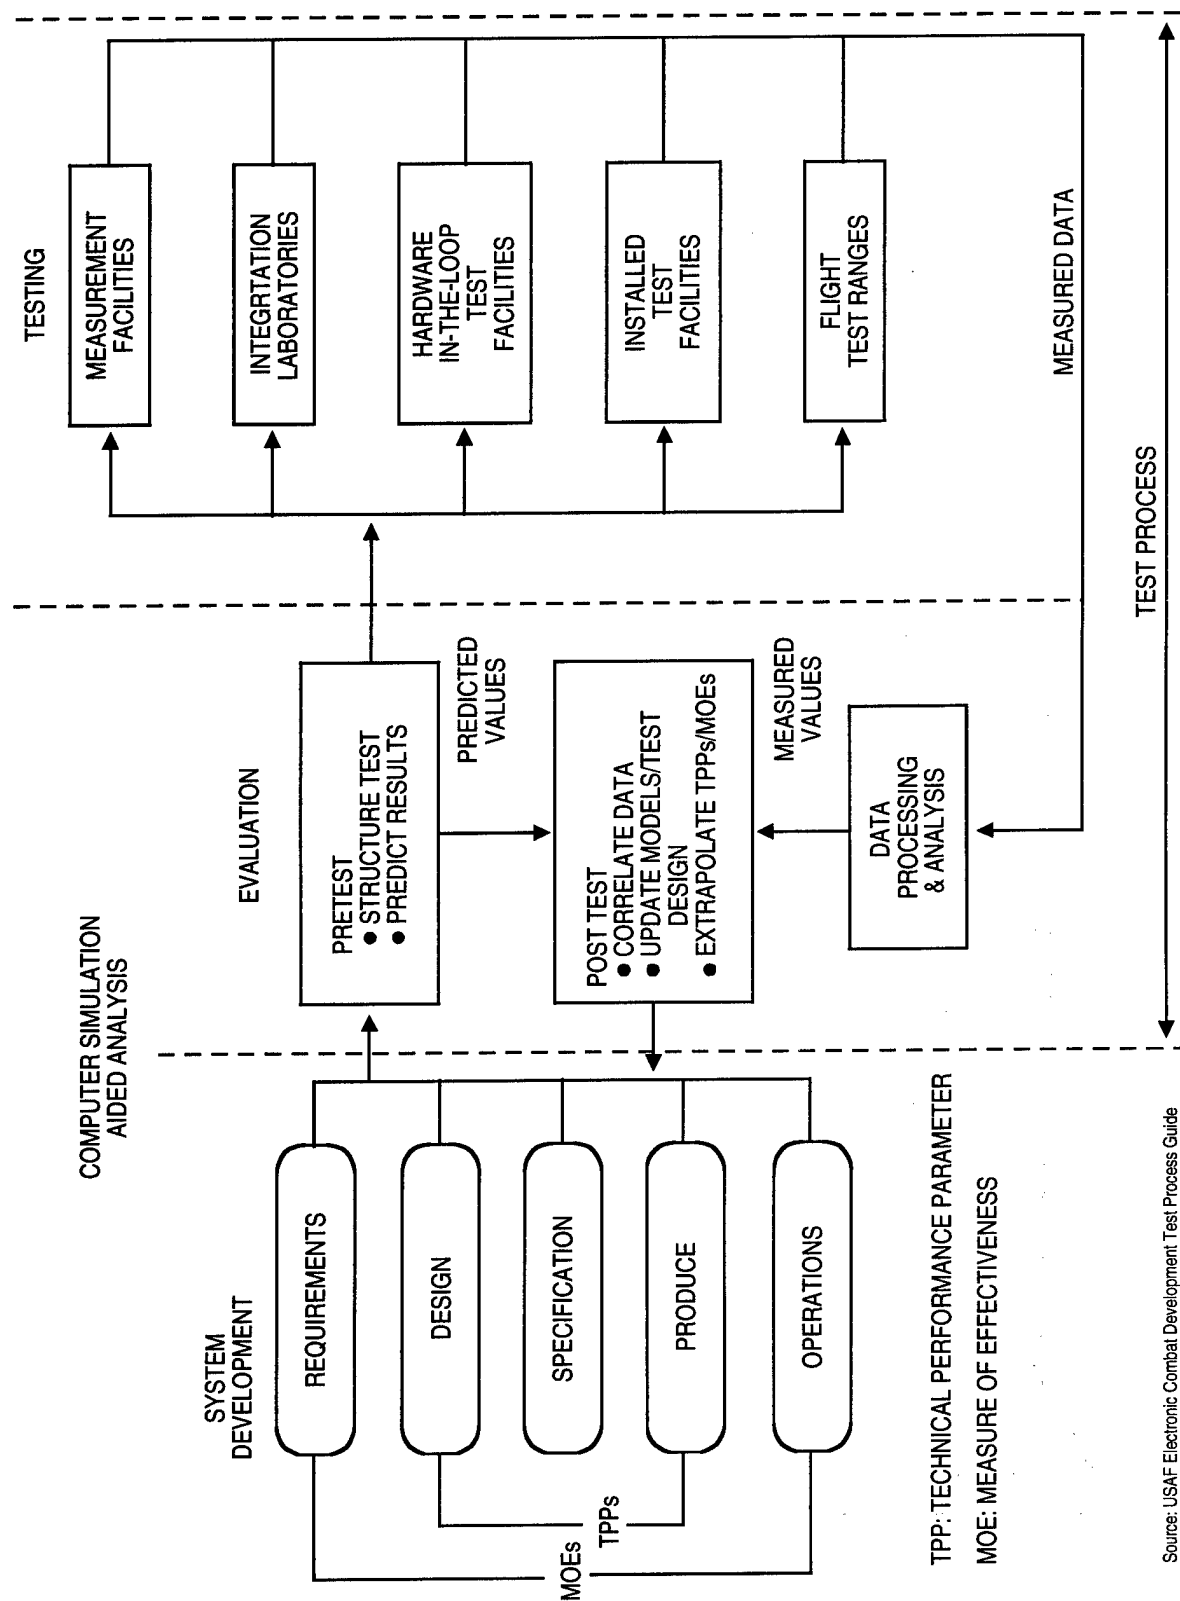 COMPUTER SIMULATION
AIDED ANALYSIS
SYSTEM
DEVELOPMENT
REQUIREMENTS
DESIGN
SPECIFICATION
PRODUCE
OPERATIONS
MOEs
TPPs
EVALUATION
PRETEST
● STRUCTURE TEST
● PREDICT RESULTS
PREDICTED
VALUES
POST TEST
● CORRELATE DATA
● UPDATE MODELS/TEST
DESIGN
● EXTRAPOLATE TPPs/MOEs
MEASURED
VALUES
DATA
PROCESSING
& ANALYSIS
TESTING
MEASUREMENT
FACILITIES
INTEGRTATION
LABORATORIES
HARDWARE
IN-THE-LOOP
TEST
FACILITIES
INSTALLED
TEST
FACILITIES
FLIGHT
TEST RANGES
MEASURED DATA
TEST PROCESS
TPP: TECHNICAL PERFORMANCE PARAMETER
MOE: MEASURE OF EFFECTIVENESS
Source: USAF Electronic Combat Development Test Process Guide